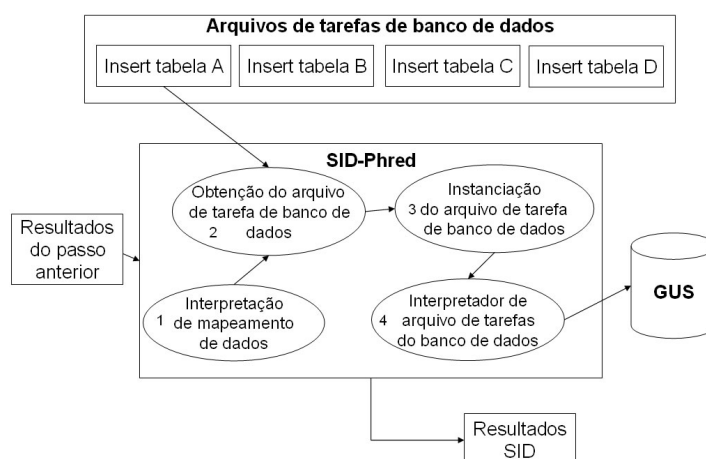 Arquivos de tarefas de banco de dados
Insert tabela A
Insert tabela B
Insert tabela C
Insert tabela D
SID-Phred
Obtenção do arquivo
de tarefa de banco de
2 dados
Instanciação
3 do arquivo de tarefa
de banco de dados
Resultados
do passo
anterior
Interpretação
1 de mapeamento
de dados
Interpretador de
4 arquivo de tarefas
do banco de dados
GUS
Resultados
SID